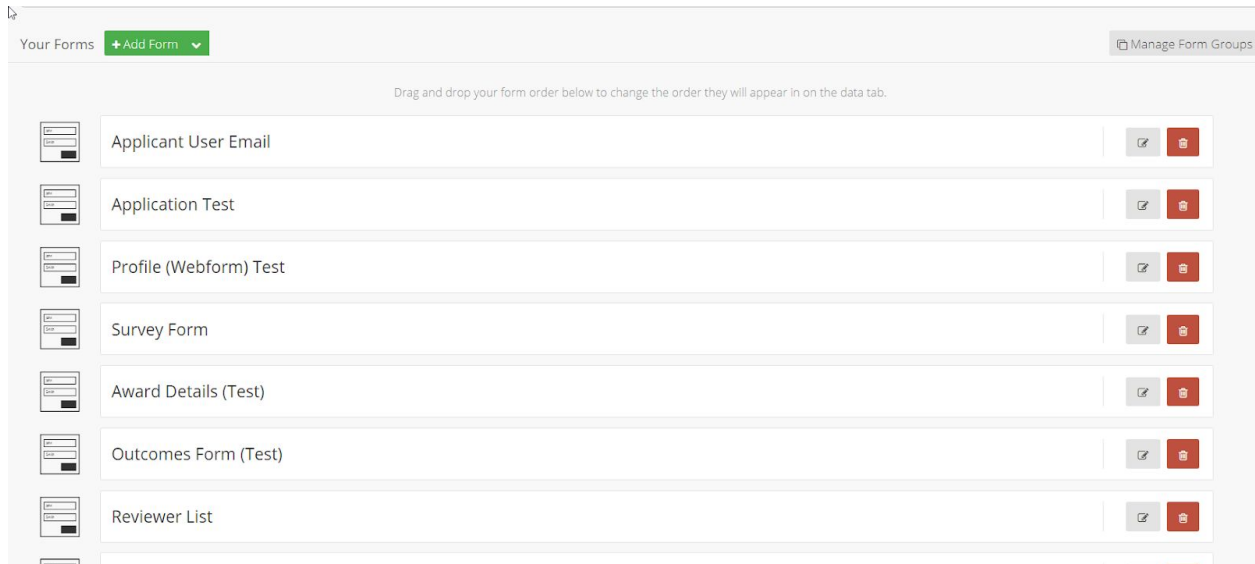 Your Forms
Add Form
Manage Form Groups
Drag and drop your form order below to change the order they will appear in on the data tab.
Applicant User Email
Application Test
Profile (Webform) Test
Survey Form
Award Details (Test)
Outcomes Form (Test)
Reviewer List